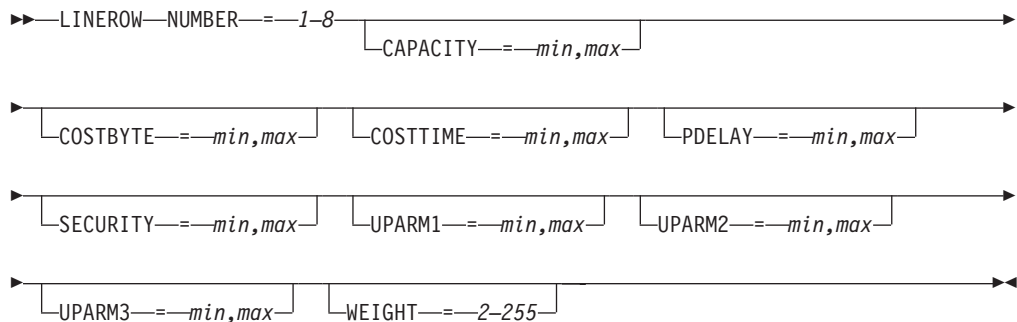 LINEROW NUMBER = 1–8
CAPACITY = min,max
COSTBYTE = min,max COSTTIME = min,max PDELAY = min,max
SECURITY = min,max UPARM1 = min,max UPARM2 = min,max
UPARM3 = min,max WEIGHT = 2–255